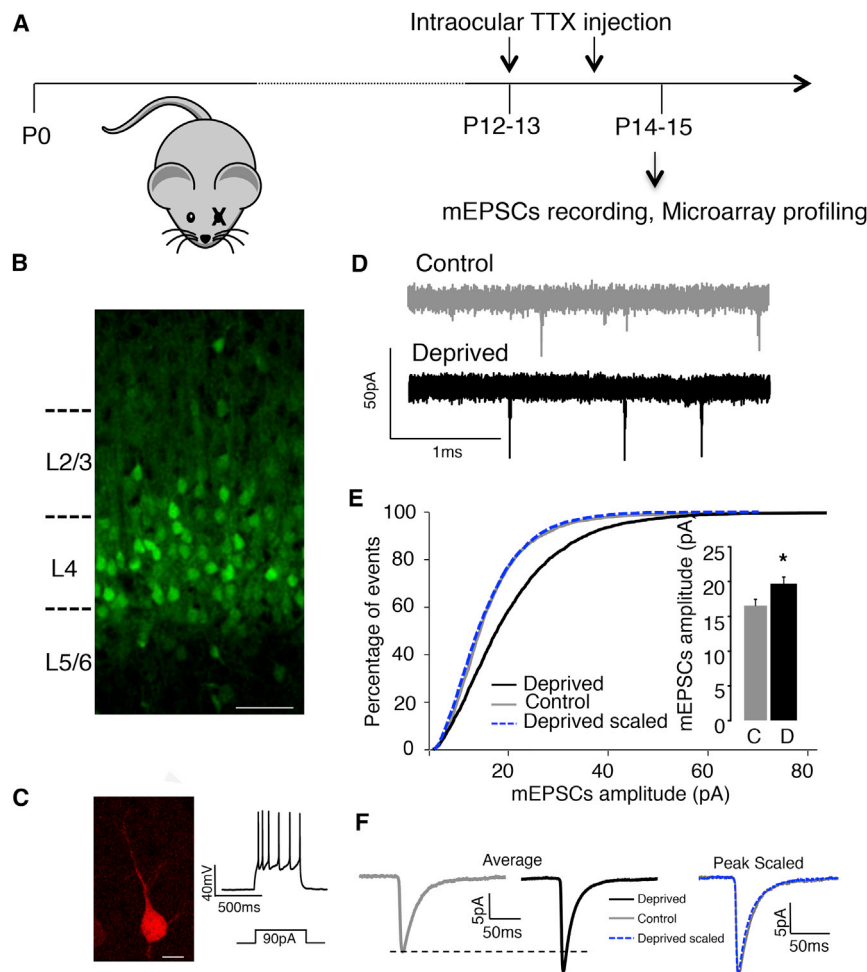 A
Intraocular TTX injection
P0
P12-13
P14-15
mEPSCs recording, Microarray profiling
B
L2/3
L4
L5/6
C
40mV
500ms
90pA
D
Control
Deprived
50pA
1ms
E
Percentage of events
100
80
60
40
20
0
20
40
60
80
mEPSCs amplitude (pA)
Deprived
Control
Deprived scaled
mEPSCs amplitude (pA)
25
20
15
10
5
0
*
C
D
F
Average
5pA
50ms
Deprived
Control
Deprived scaled
Peak Scaled
5pA
50ms